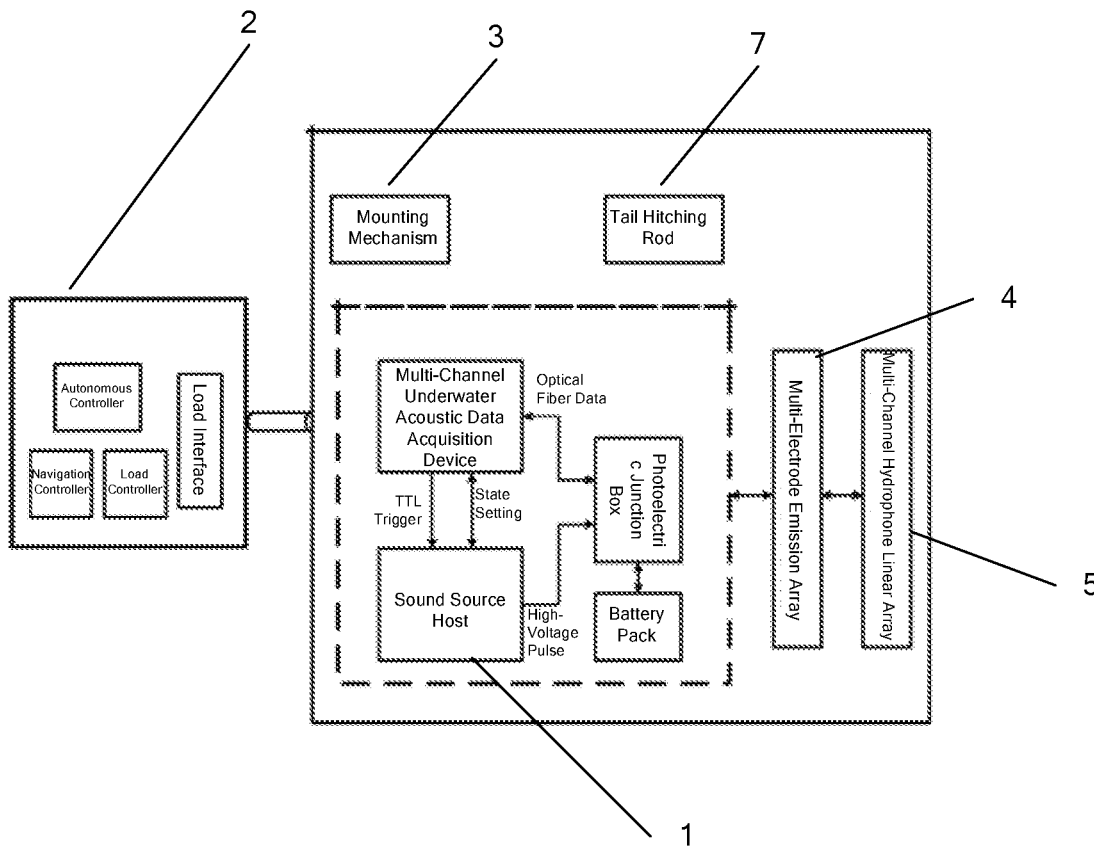 2
3
7
Mounting
Mechanism
Tail Hitching
Rod
4
Autonomous
Controller
Navigation
Controller
Load
Controller
Load Interface
Multi-Channel
Underwater
Acoustic Data
Acquisition
Device
Optical
Fiber Data
TTL
Trigger
State
Setting
Photoelectri
c Junction
Box
Sound Source
Host
High-
Voltage
Pulse
Battery
Pack
Multi-Electrode Emission Array
Multi-Channel Hydrophone Linear Array
5
1